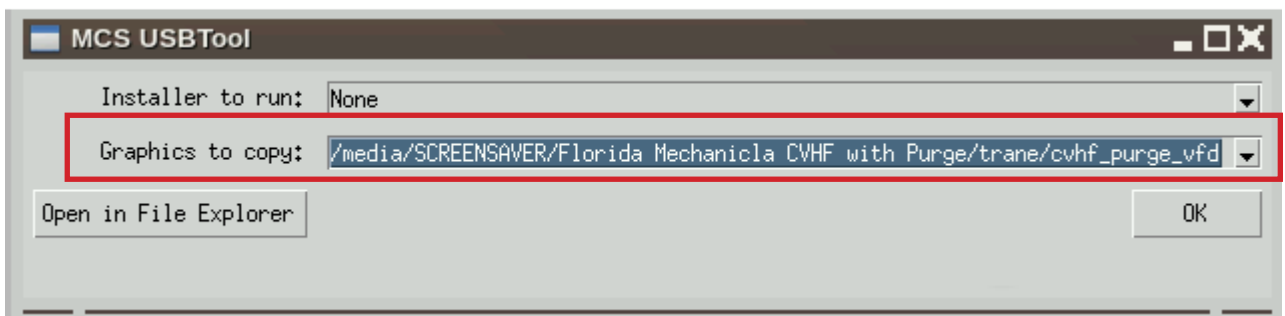 MCS USBTool
Installer to run: None
Graphics to copy: /media/SCREENSAVER/Florida Mechanicla CVHF with Purge/trane/cvhf_purge_vfd
Open in File Explorer OK